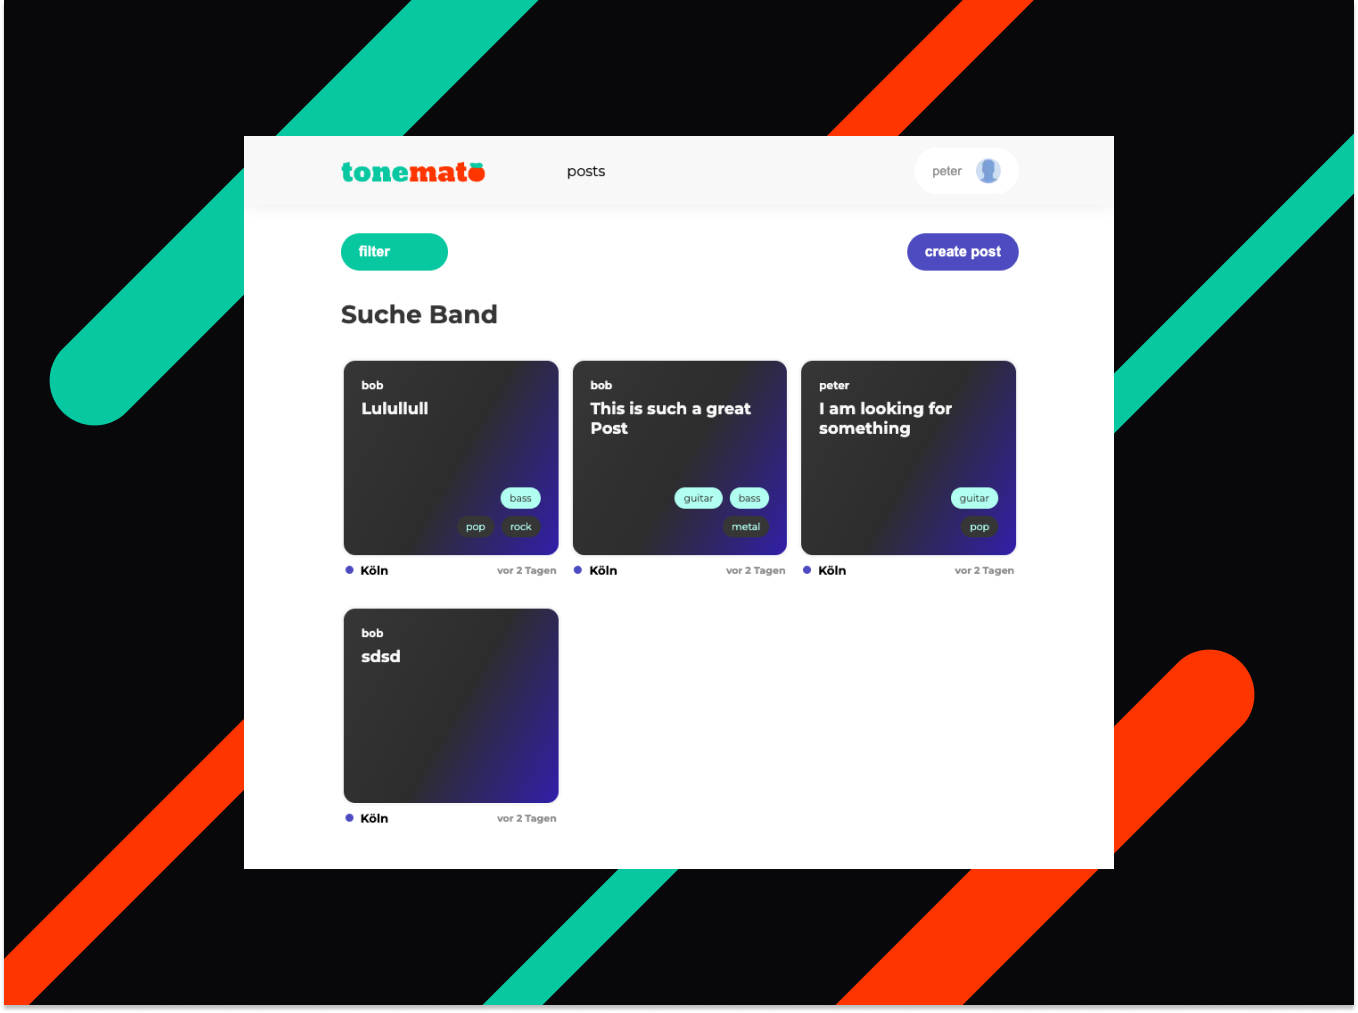 tonemato
posts
peter
filter
create post
Suche Band
bob
Lulullull
bass
pop rock
Köln
vor 2 Tagen
bob
This is such a great
Post
guitar bass
metal
Köln
vor 2 Tagen
peter
I am looking for
something
guitar
pop
Köln
vor 2 Tagen
bob
sdsd
Köln
vor 2 Tagen